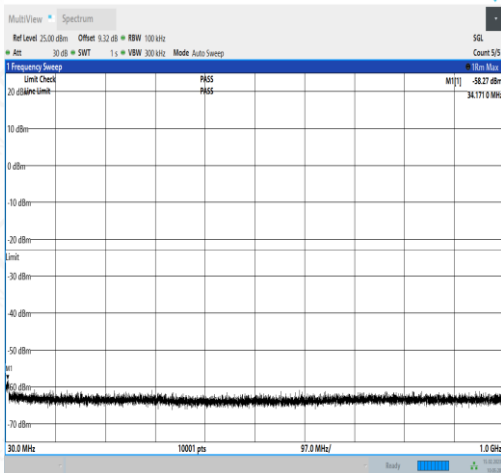 MultiView Spectrum
Ref Level 25.00 dBm Offset 9.32 dB RBW 100 kHz SGL
Att 30 dB SWT 1 s VBW 300 kHz Mode Auto Sweep Count 5/5
1 Frequency Sweep 1Rm Max
Limit Check PASS M1[1] -58.27 dBm
20 dBm Line Limit PASS 34.171 0 MHz
10 dBm
0 dBm
-10 dBm
-20 dBm
Limit
-30 dBm
-40 dBm
-50 dBm
M1
-60 dBm
-70 dBm
30.0 MHz 10001 pts 97.0 MHz/ 1.0 GHz
Ready